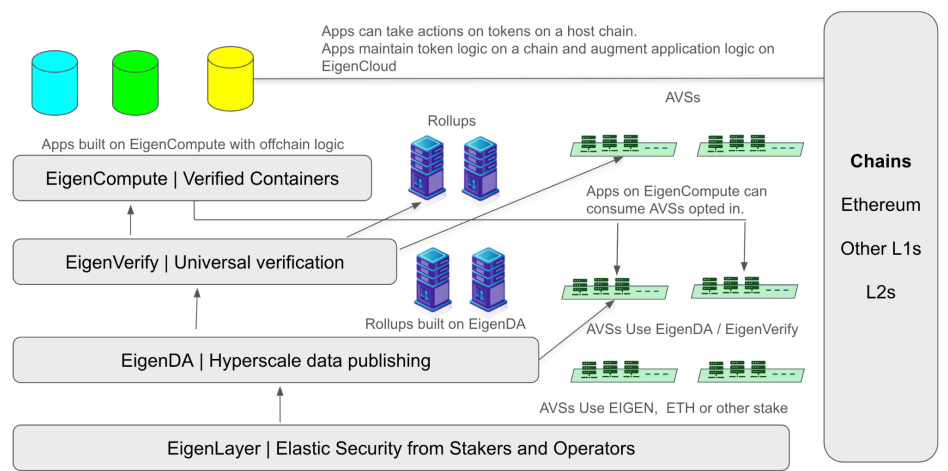 Apps can take actions on tokens on a host chain.
Apps maintain token logic on a chain and augment application logic on
EigenCloud
AVSs
Rollups
Apps built on EigenCompute with offchain logic
EigenCompute | Verified Containers
Apps on EigenCompute can
consume AVSs opted in.
EigenVerify | Universal verification
Rollups built on EigenDA
AVSs Use EigenDA / EigenVerify
EigenDA | Hyperscale data publishing
AVSs Use EIGEN, ETH or other stake
EigenLayer | Elastic Security from Stakers and Operators
Chains
Ethereum
Other L1s
L2s